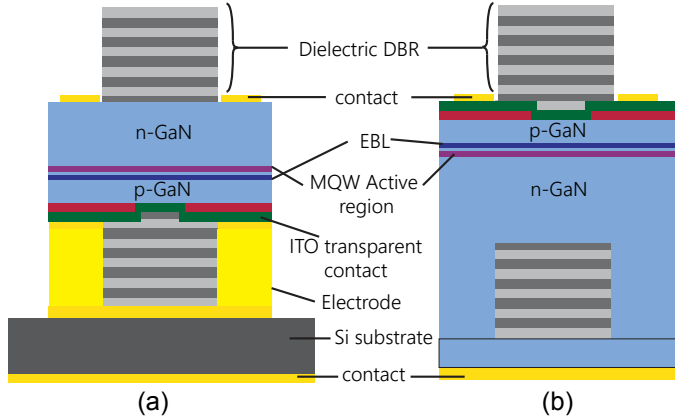 Dielectric DBR
contact
n-GaN
p-GaN
EBL
p-GaN
MQW Active
region
n-GaN
ITO transparent
contact
Electrode
Si substrate
contact
(a)
(b)